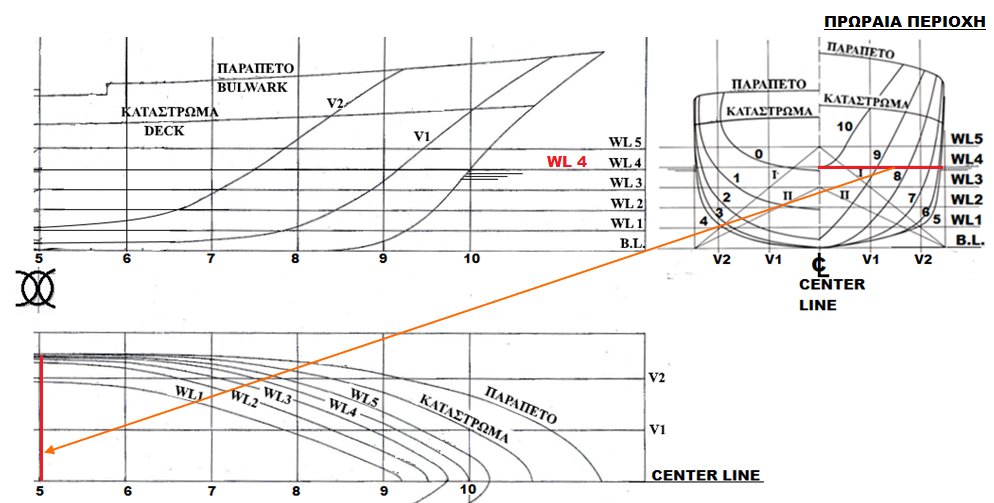 ΠΡΩΡΑΙΑ ΠΕΡΙΟΧΗ
ΠΑΡΑΠΕΤΟ
BULWARK
ΚΑΤΑΣΤΡΩΜΑ
DECK
V2
V1
WL 5
WL 4
WL 4
WL 3
WL 2
WL 1
B.L.
5 6 7 8 9 10
ΠΑΡΑΠΕΤΟ
ΠΑΡΑΠΕΤΟ
ΚΑΤΑΣΤΡΩΜΑ
ΚΑΤΑΣΤΡΩΜΑ
10
0
9
1
I
I
8
2
II
II
7
3
6
4
5
WL5
WL4
WL3
WL2
WL1
B.L.
V2 V1 V1 V2
CENTER
LINE
WL1
WL2
WL3
WL4
WL5
ΚΑΤΑΣΤΡΩΜΑ
ΠΑΡΑΠΕΤΟ
V2
V1
CENTER LINE
5 6 7 8 9 10